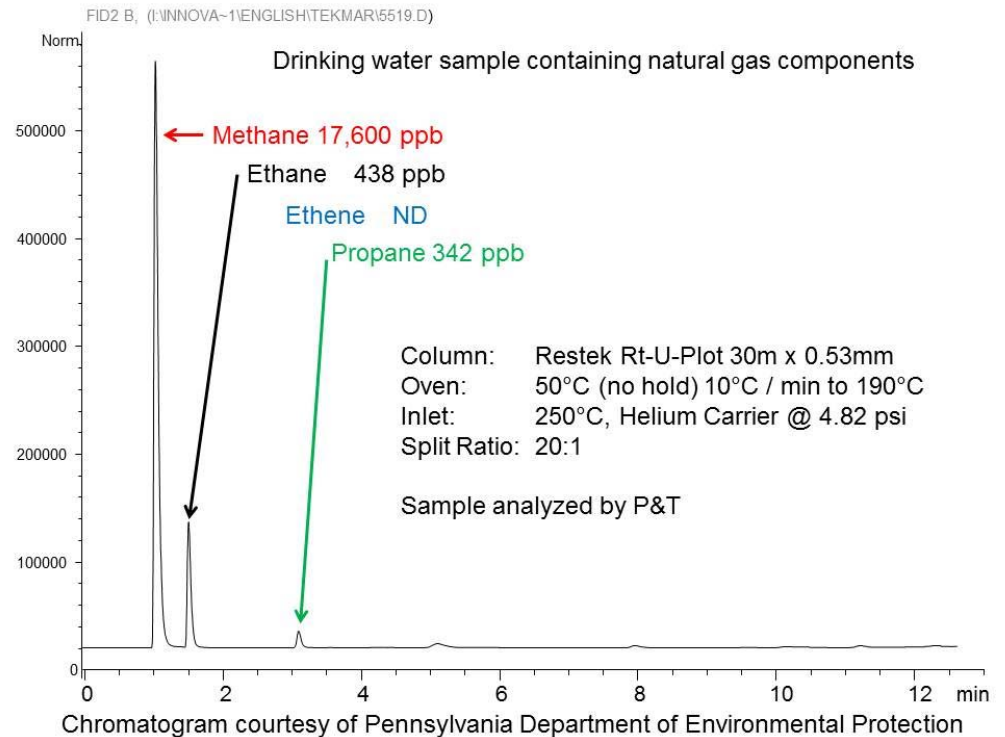 FID2 B, (I:\INNOVA~1\ENGLISH\TEKMAR\5519.D)
Norm.
Drinking water sample containing natural gas components
500000
Methane 17,600 ppb
Ethane 438 ppb
Ethene ND
400000
Propane 342 ppb
300000
Column: Restek Rt-U-Plot 30m x 0.53mm
Oven: 50°C (no hold) 10°C / min to 190°C
Inlet: 250°C, Helium Carrier @ 4.82 psi
Split Ratio: 20:1
200000
Sample analyzed by P&T
100000
0
0 2 4 6 8 10 12 min
Chromatogram courtesy of Pennsylvania Department of Environmental Protection